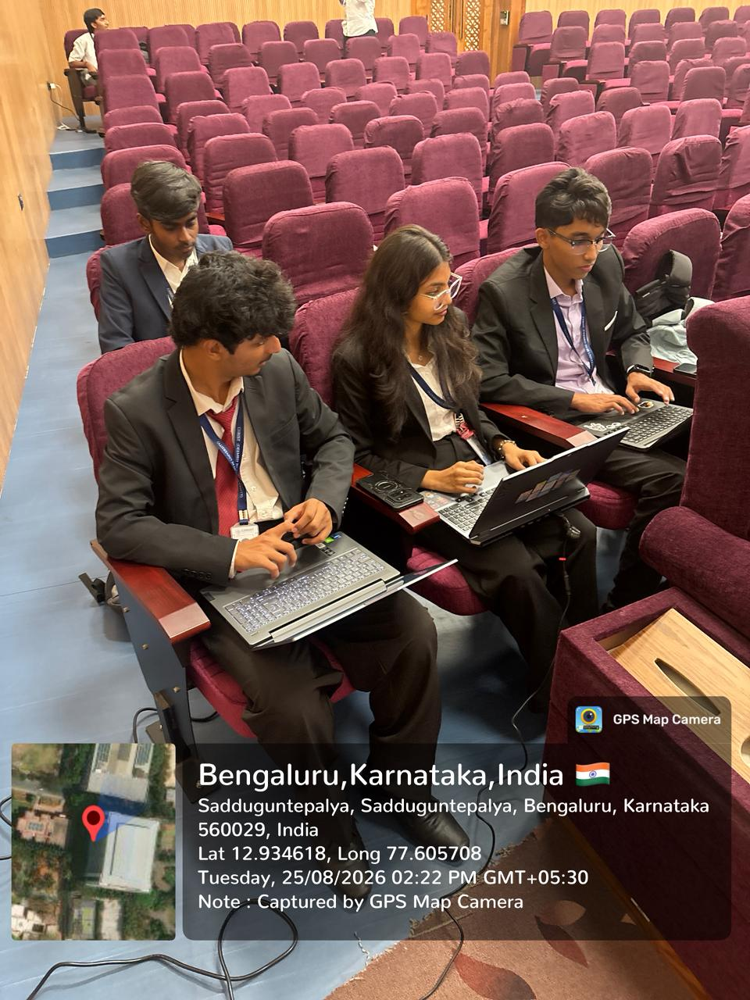 GPS Map Camera
Bengaluru,Karnataka,India
Sadduguntepalya, Sadduguntepalya, Bengaluru, Karnataka
560029, India
Lat 12.934618, Long 77.605708
Tuesday, 25/08/2026 02:22 PM GMT+05:30
Note : Captured by GPS Map Camera